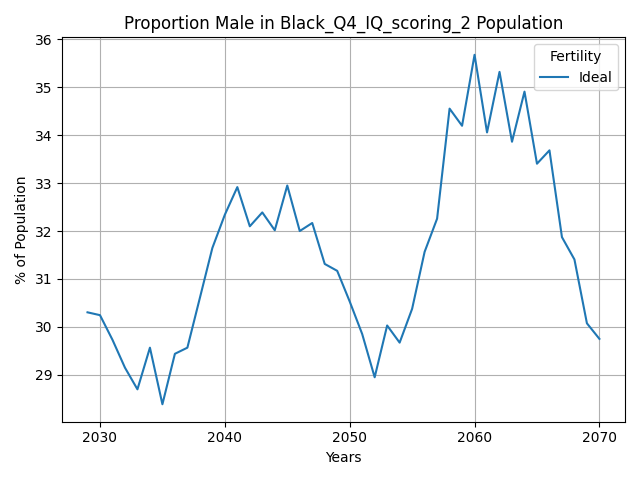 Proportion Male in Black_Q4_IQ_scoring_2 Population
36
35
34
33
32
31
30
29
% of Population
Fertility
Ideal
2030
2040
2050
2060
2070
Years